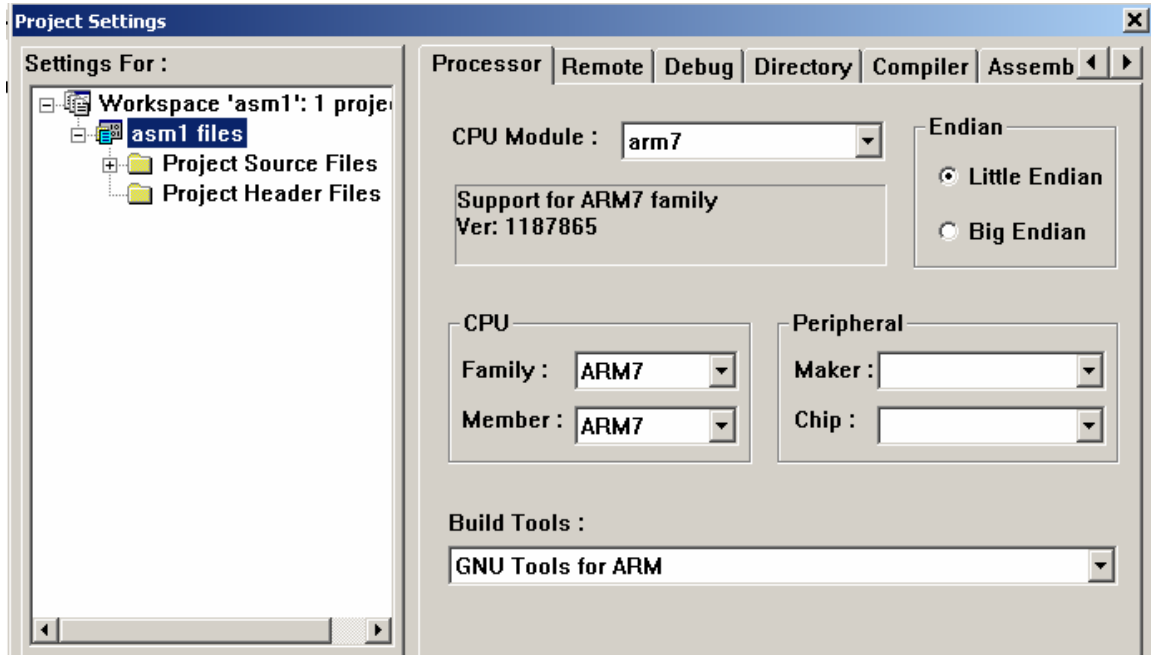 Project Settings
Settings For :
Workspace 'asm1': 1 proje
asm1 files
Project Source Files
Project Header Files
Processor Remote Debug Directory Compiler Assemb
CPU Module : arm7
Support for ARM7 family
Ver: 1187865
Endian
Little Endian
Big Endian
CPU
Family : ARM7
Member : ARM7
Peripheral
Maker :
Chip :
Build Tools :
GNU Tools for ARM